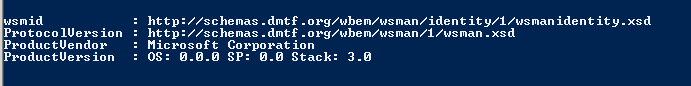 wsmid           : http://schemas.dmtf.org/wbem/wsman/identity/1/wsmanidentity.xsd
ProtocolVersion : http://schemas.dmtf.org/wbem/wsman/1/wsman.xsd
ProductVendor   : Microsoft Corporation
ProductVersion  : OS: 0.0.0 SP: 0.0 Stack: 3.0